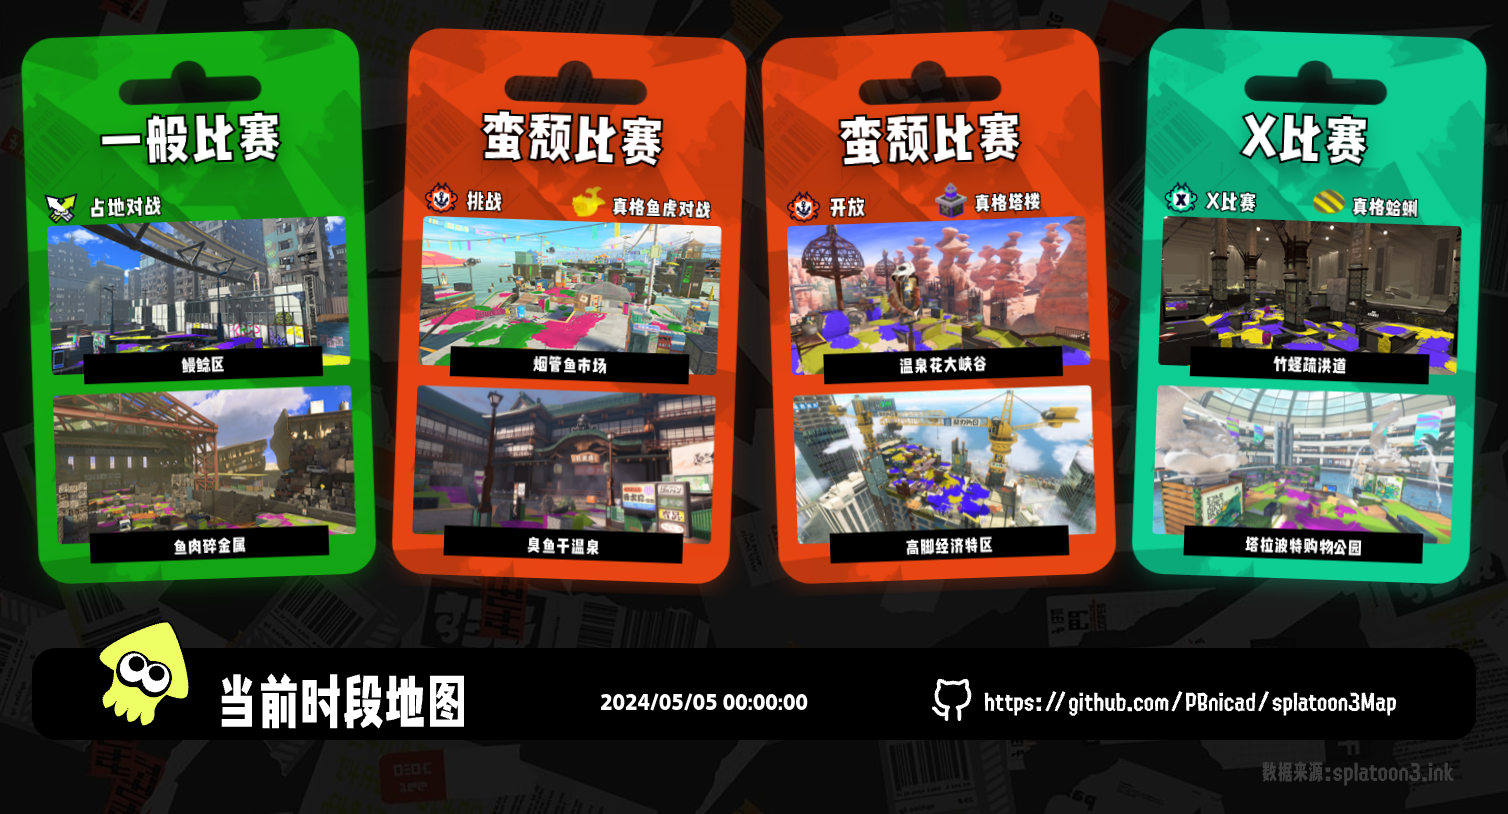 一般比赛
占地对战
鳗鲶区
鱼肉碎金属
蛮颓比赛
挑战
真格鱼虎对战
烟管鱼市场
臭鱼干温泉
蛮颓比赛
开放
真格塔楼
温泉花大峡谷
高脚经济特区
X比赛
X比赛
真格蛤蜊
竹蛏疏洪道
塔拉波特购物公园
当前时段地图
2024/05/05 00:00:00
https://github.com/PBnicad/splatoon3Map
数据来源:splatoon3.ink